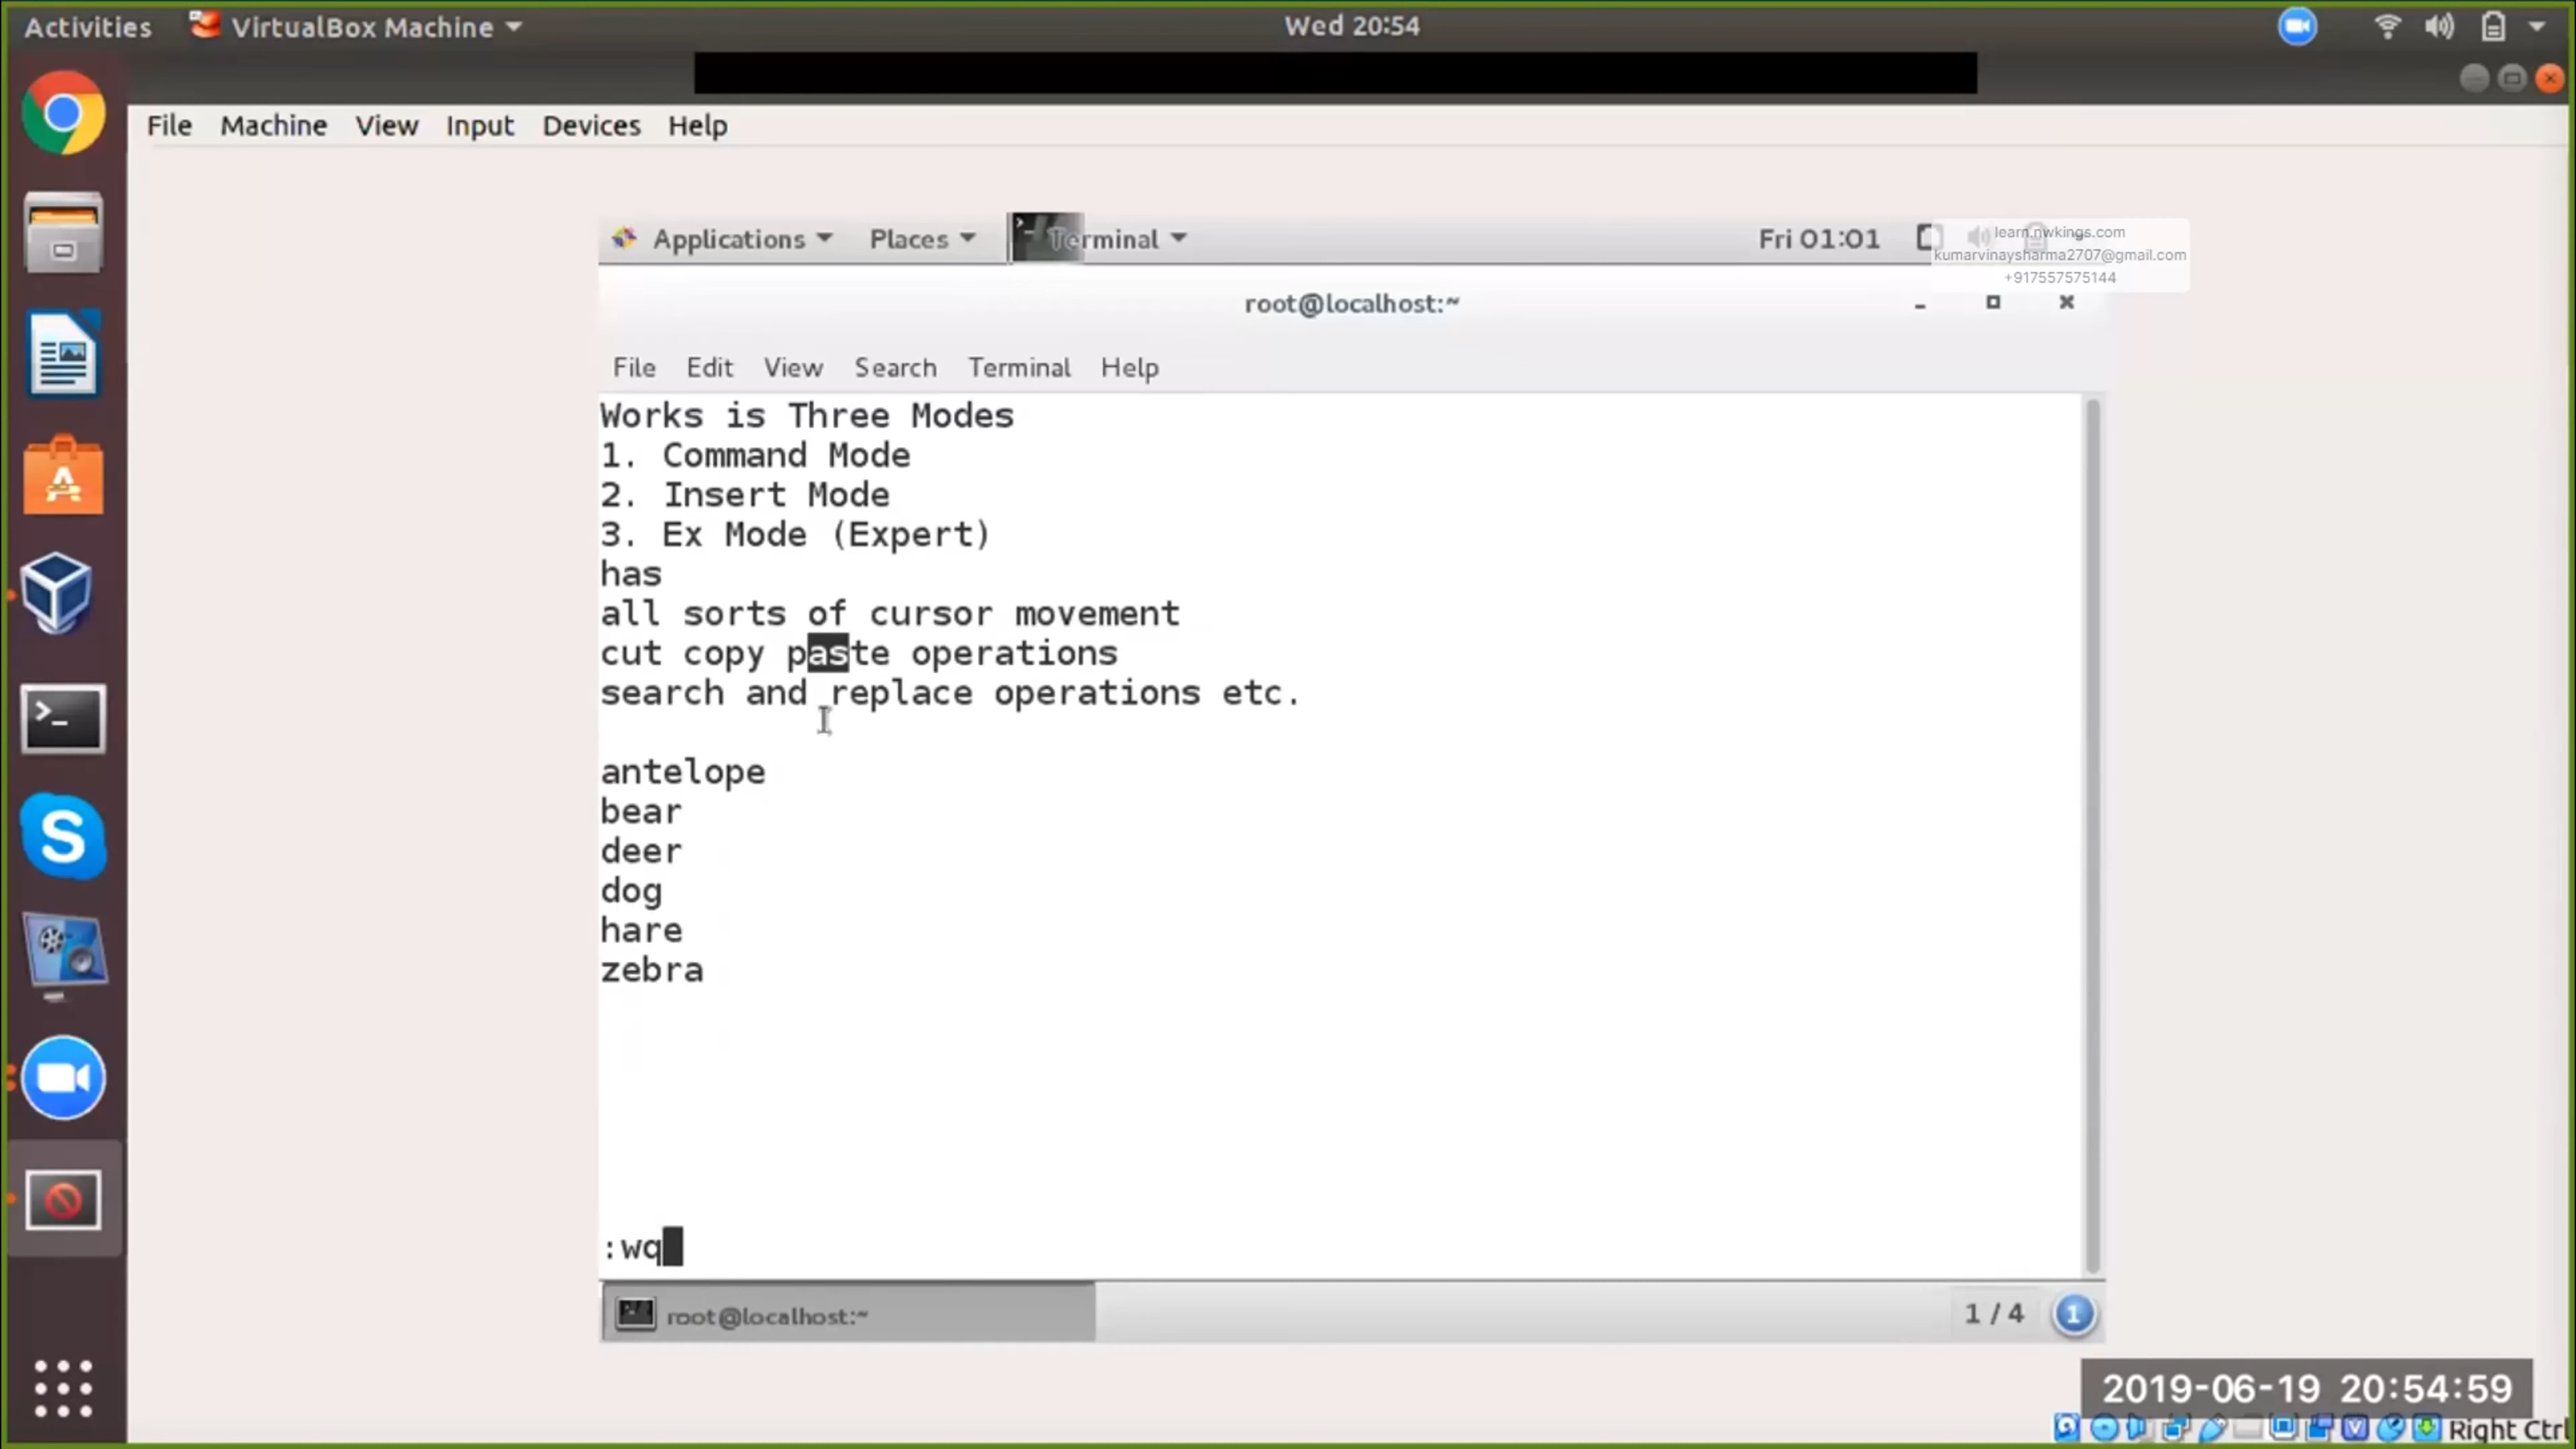 Activities VirtualBox Machine Wed 20:54
File Machine View Input Devices Help
Applications Places Terminal Fri 01:01
learn.nwkings.com
kumarvinaysharma2707@gmail.com
+917557575144
root@localhost:~
File Edit View Search Terminal Help
Works is Three Modes
1. Command Mode
2. Insert Mode
3. Ex Mode (Expert)
has
all sorts of cursor movement
cut copy paste operations
search and replace operations etc.
antelope
bear
deer
dog
hare
zebra
:wq
root@localhost:~ 1 / 4 1
2019-06-19 20:54:59
Right Ctrl